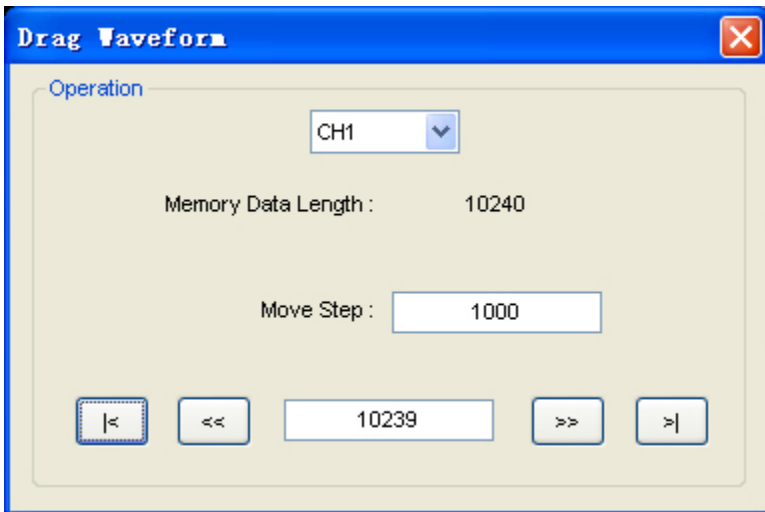 Drag Waveform
Operation
CH1
Memory Data Length : 10240
Move Step : 1000
|< << 10239 >> >|